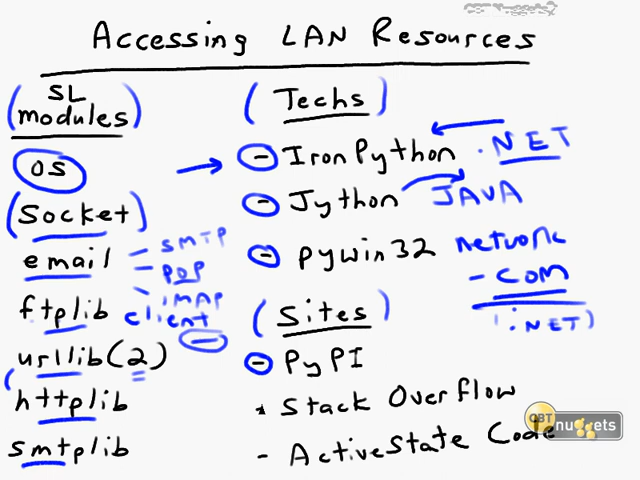 Accessing LAN Resources
(SL modules)
os
(Socket)
email - SMTP
- POP
- IMAP
ftplib client
urllib(2)
httplib
smtplib
(Techs)
- IronPython .NET
- Jython JAVA
- pywin32 network
- COM
(.NET)
(Sites)
- PyPI
- Stack Overflow
- ActiveState Code
CBT nuggets